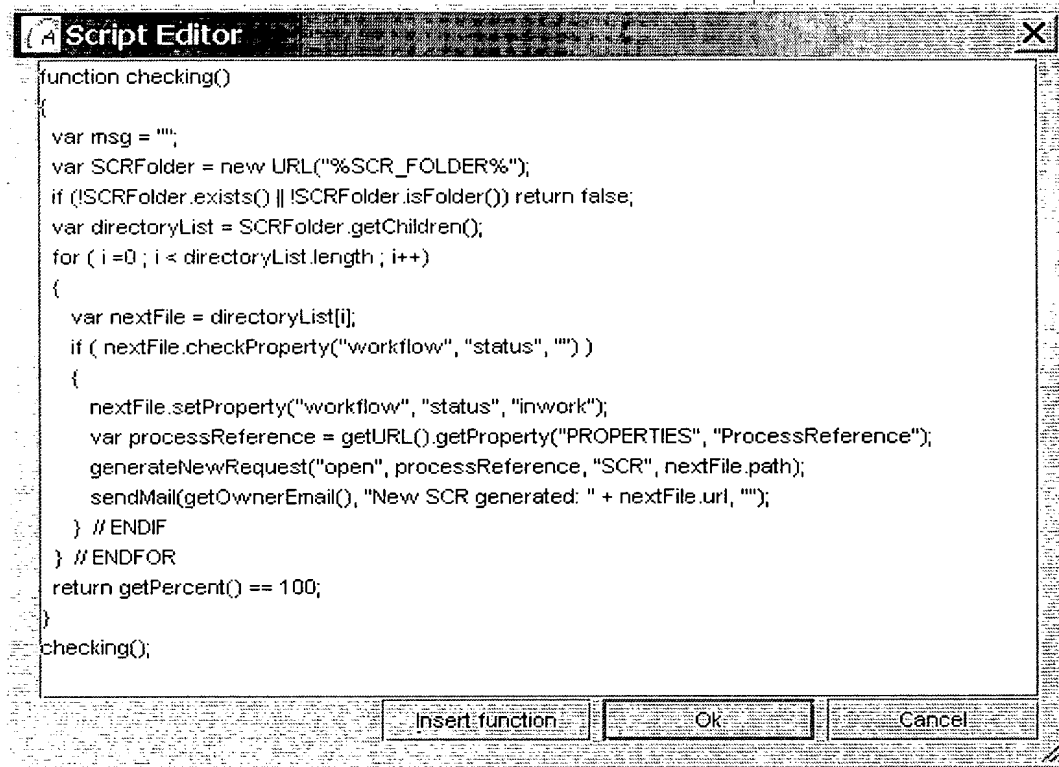 Script Editor
function checking()
{
var msg = "";
var SCRFolder = new URL("%SCR_FOLDER%");
if (!SCRFolder.exists() || !SCRFolder.isFolder()) return false;
var directoryList = SCRFolder.getChildren();
for ( i =0 ; i < directoryList.length ; i++)
{
var nextFile = directoryList[i];
if ( nextFile.checkProperty("workflow", "status", "") )
{
nextFile.setProperty("workflow", "status", "inwork");
var processReference = getURL().getProperty("PROPERTIES", "ProcessReference");
generateNewRequest("open", processReference, "SCR", nextFile.path);
sendMail(getOwnerEmail(), "New SCR generated: " + nextFile.url, "");
} // ENDIF
} // ENDFOR
return getPercent() == 100;
}
checking();
Insert function Ok Cancel